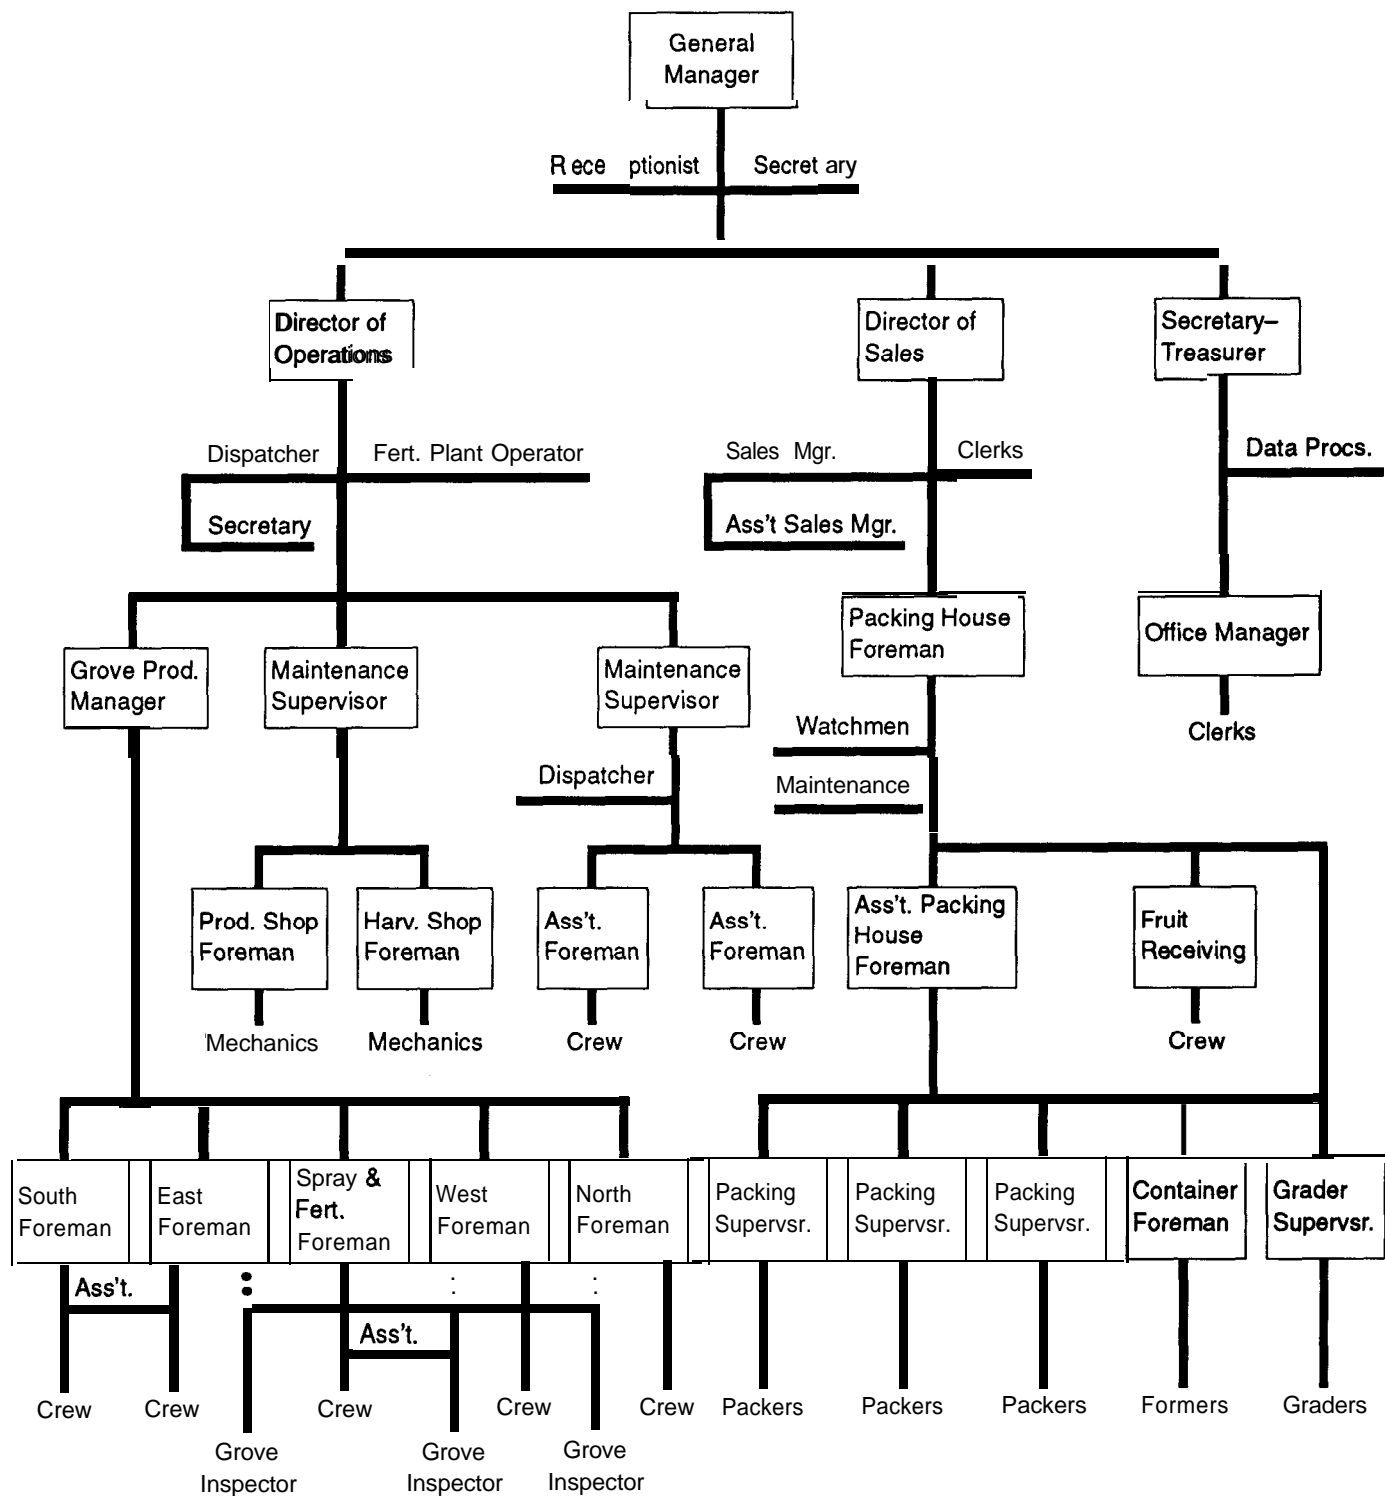 General
Manager
Receptionist
Secretary
Director of
Operations
Director of
Sales
Secretary–
Treasurer
Dispatcher
Fert. Plant Operator
Secretary
Sales Mgr.
Clerks
Ass't Sales Mgr.
Data Procs.
Grove Prod.
Manager
Maintenance
Supervisor
Maintenance
Supervisor
Packing House
Foreman
Office Manager
Clerks
Watchmen
Dispatcher
Maintenance
Prod. Shop
Foreman
Harv. Shop
Foreman
Ass't.
Foreman
Ass't.
Foreman
Ass't. Packing
House
Foreman
Fruit
Receiving
Mechanics
Mechanics
Crew
Crew
Crew
South
Foreman
East
Foreman
Spray &
Fert.
Foreman
West
Foreman
North
Foreman
Packing
Supervsr.
Packing
Supervsr.
Packing
Supervsr.
Container
Foreman
Grader
Supervsr.
Ass't.
Ass't.
Crew
Crew
Crew
Crew
Crew
Packers
Packers
Packers
Formers
Graders
Grove
Inspector
Grove
Inspector
Grove
Inspector